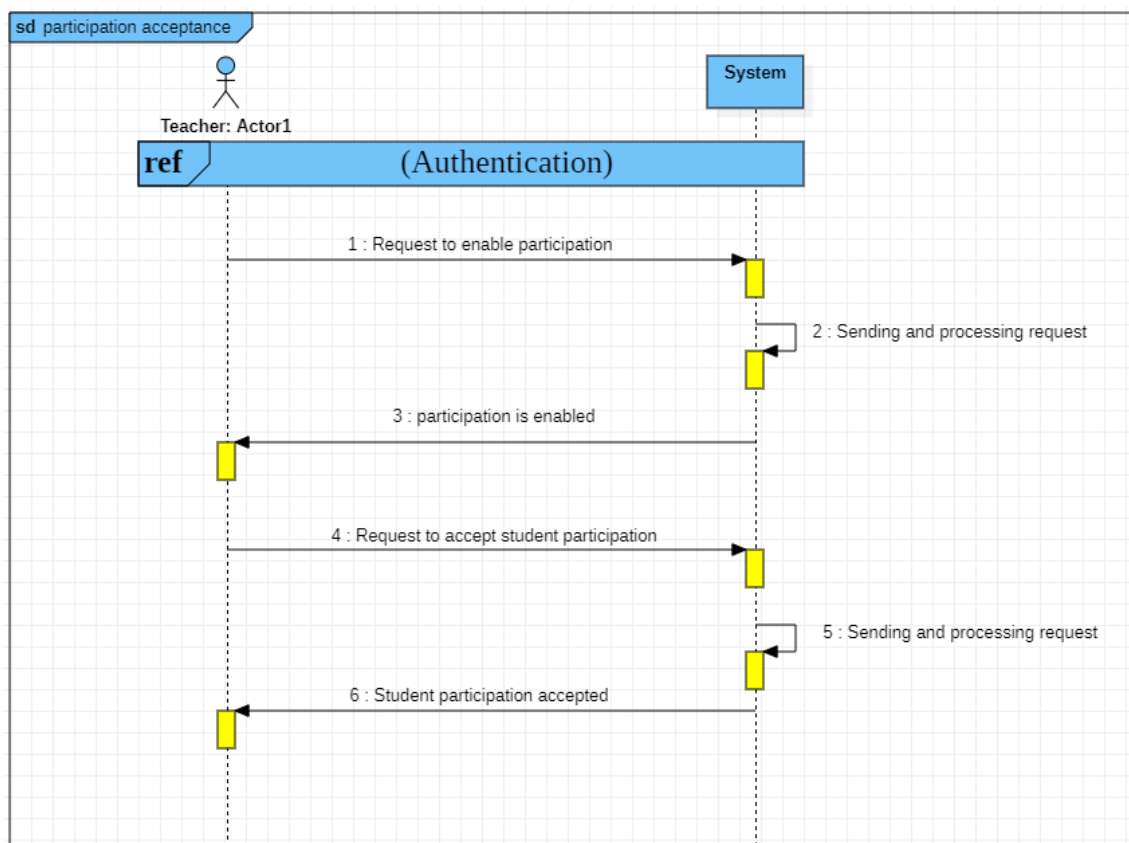 sd participation acceptance
System
Teacher: Actor1
ref (Authentication)
1 : Request to enable participation
2 : Sending and processing request
3 : participation is enabled
4 : Request to accept student participation
5 : Sending and processing request
6 : Student participation accepted